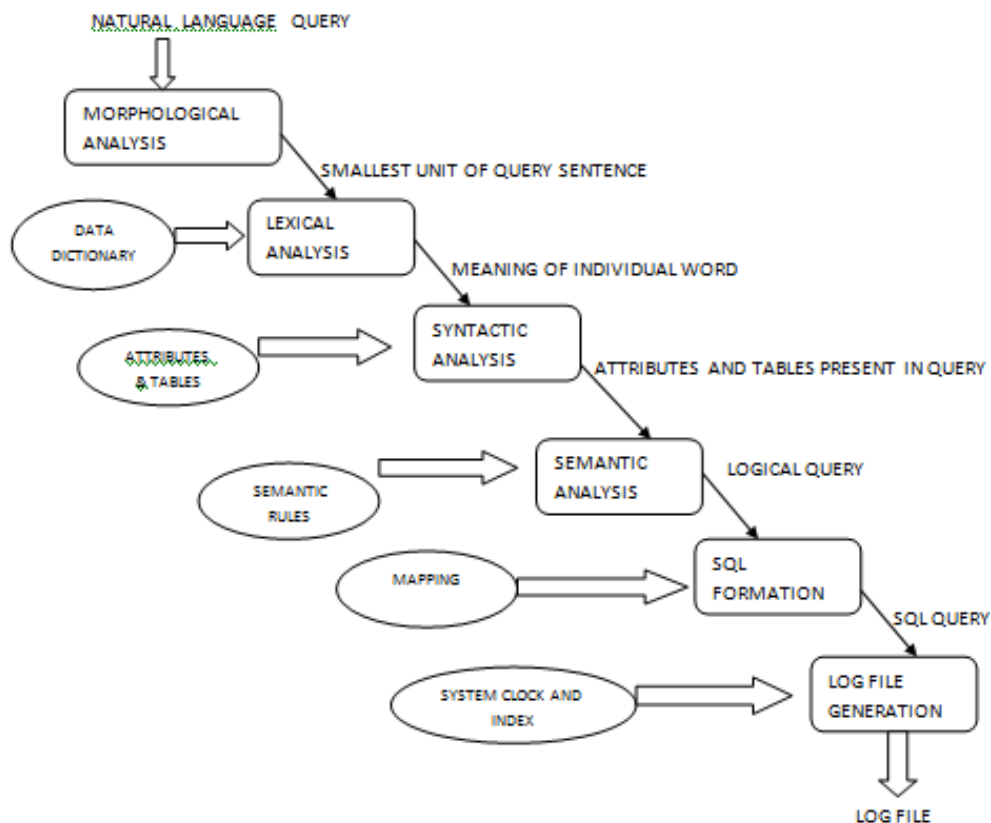 NATURAL LANGUAGE QUERY
MORPHOLOGICAL
ANALYSIS
SMALLEST UNIT OF QUERY SENTENCE
DATA
DICTIONARY
LEXICAL
ANALYSIS
MEANING OF INDIVIDUAL WORD
ATTRIBUTES
& TABLES
SYNTACTIC
ANALYSIS
ATTRIBUTES AND TABLES PRESENT IN QUERY
SEMANTIC
RULES
SEMANTIC
ANALYSIS
LOGICAL QUERY
MAPPING
SQL
FORMATION
SQL QUERY
SYSTEM CLOCK AND
INDEX
LOG FILE
GENERATION
LOG FILE